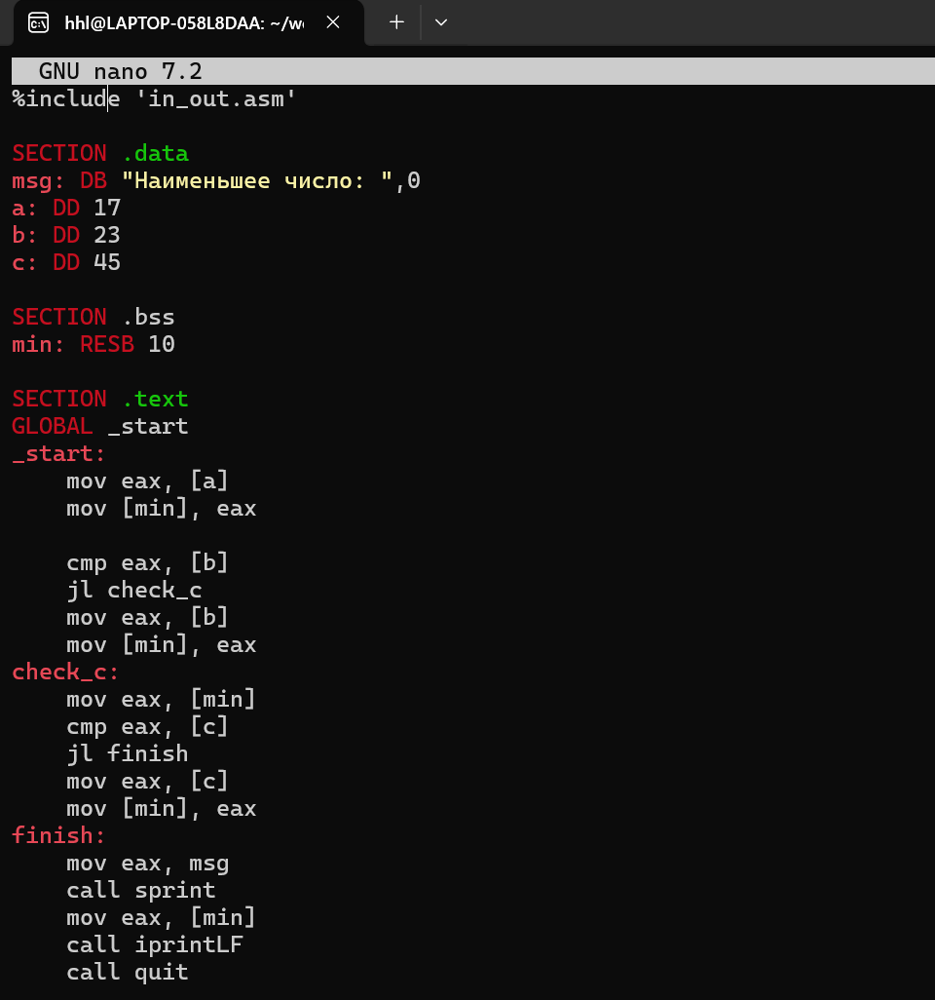 hhl@LAPTOP-058L8DAA: ~/w
GNU nano 7.2
%include 'in_out.asm'
SECTION .data
msg: DB "Наименьшее число: ",0
a: DD 17
b: DD 23
c: DD 45
SECTION .bss
min: RESB 10
SECTION .text
GLOBAL _start
_start:
    mov eax, [a]
    mov [min], eax
    cmp eax, [b]
    jl check_c
    mov eax, [b]
    mov [min], eax
check_c:
    mov eax, [min]
    cmp eax, [c]
    jl finish
    mov eax, [c]
    mov [min], eax
finish:
    mov eax, msg
    call sprint
    mov eax, [min]
    call iprintLF
    call quit